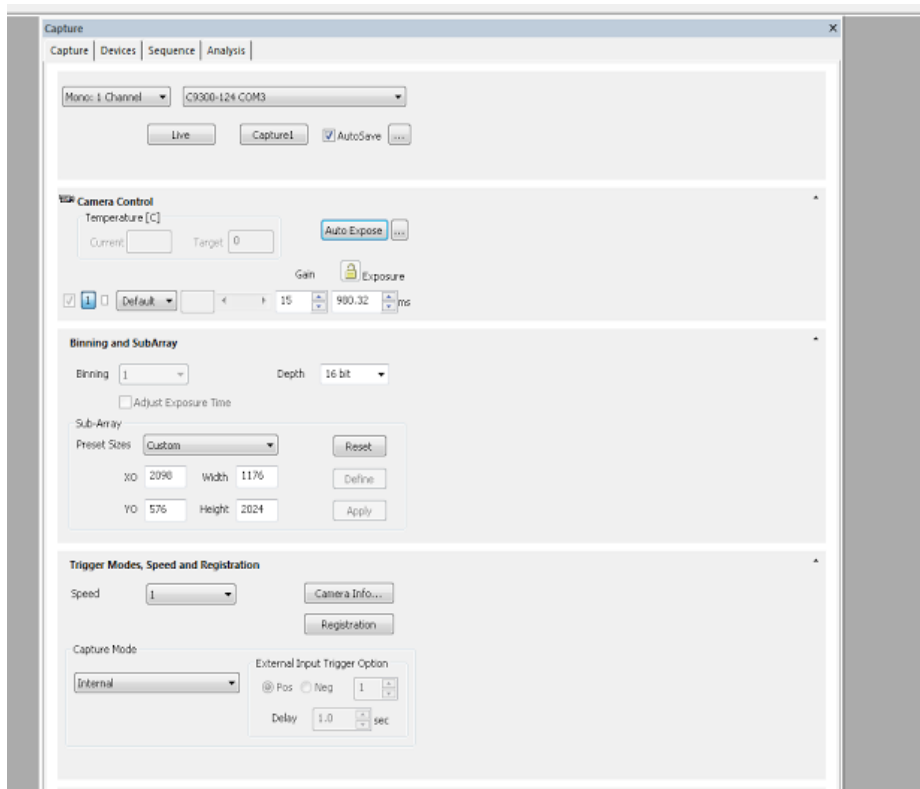 Capture
Capture Devices Sequence Analysis
Mono: 1 Channel C9300-124 COM3
Live Capture1 AutoSave ...
Camera Control
Temperature [C]
Current Target 0 Auto Expose ...
Gain Exposure
1 Default 15 980.32 ms
Binning and SubArray
Binning 1 Depth 16 bit
Adjust Exposure Time
Sub-Array
Preset Sizes Custom Reset
XO 2098 Width 1176 Define
YO 576 Height 2024 Apply
Trigger Modes, Speed and Registration
Speed 1 Camera Info...
Registration
Capture Mode
External Input Trigger Option
Internal Pos Neg 1
Delay 1.0 sec